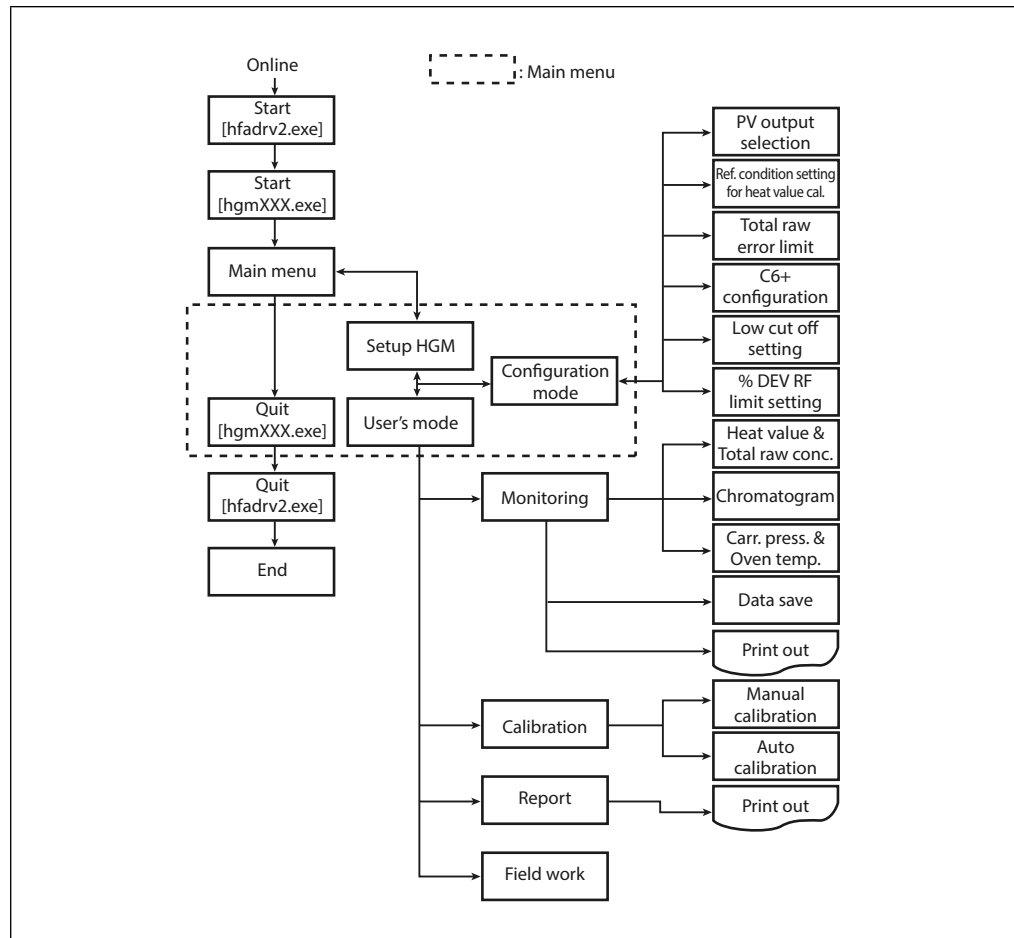 Online
: Main menu
Start
[hfadrv2.exe]
Start
[hgmXXX.exe]
Main menu
Setup HGM
Configuration
mode
User's mode
Quit
[hgmXXX.exe]
Quit
[hfadrv2.exe]
End
PV output
selection
Ref. condition setting
for heat value cal.
Total raw
error limit
C6+
configuration
Low cut off
setting
% DEV RF
limit setting
Monitoring
Heat value &
Total raw conc.
Chromatogram
Carr. press. &
Oven temp.
Data save
Print out
Calibration
Manual
calibration
Auto
calibration
Report
Print out
Field work